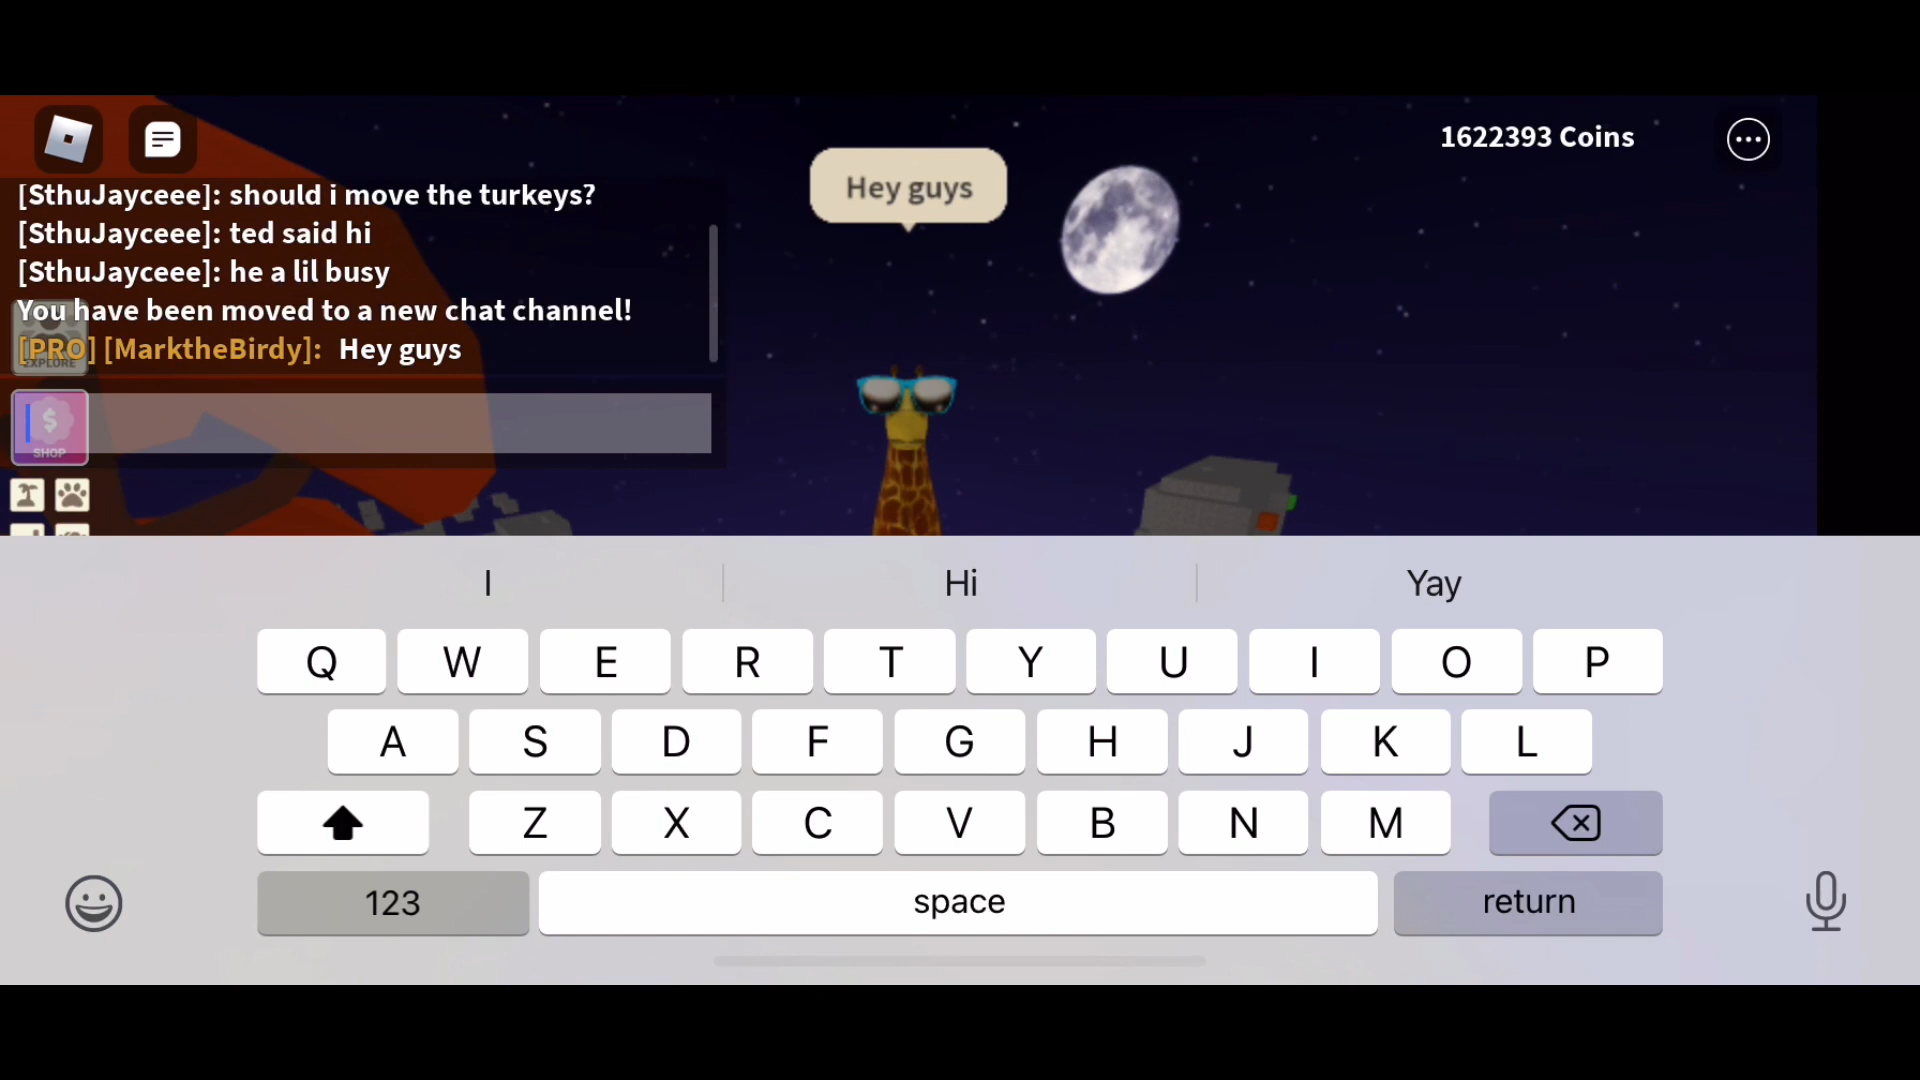 1622393 Coins
Hey guys
[SthuJayceee]: should i move the turkeys?
[SthuJayceee]: ted said hi
[SthuJayceee]: he a lil busy
You have been moved to a new chat channel!
[PRO] [MarktheBirdy]: Hey guys
EXPLORE
$
SHOP
I Hi Yay
Q W E R T Y U I O P
A S D F G H J K L
Z X C V B N M
123 space return